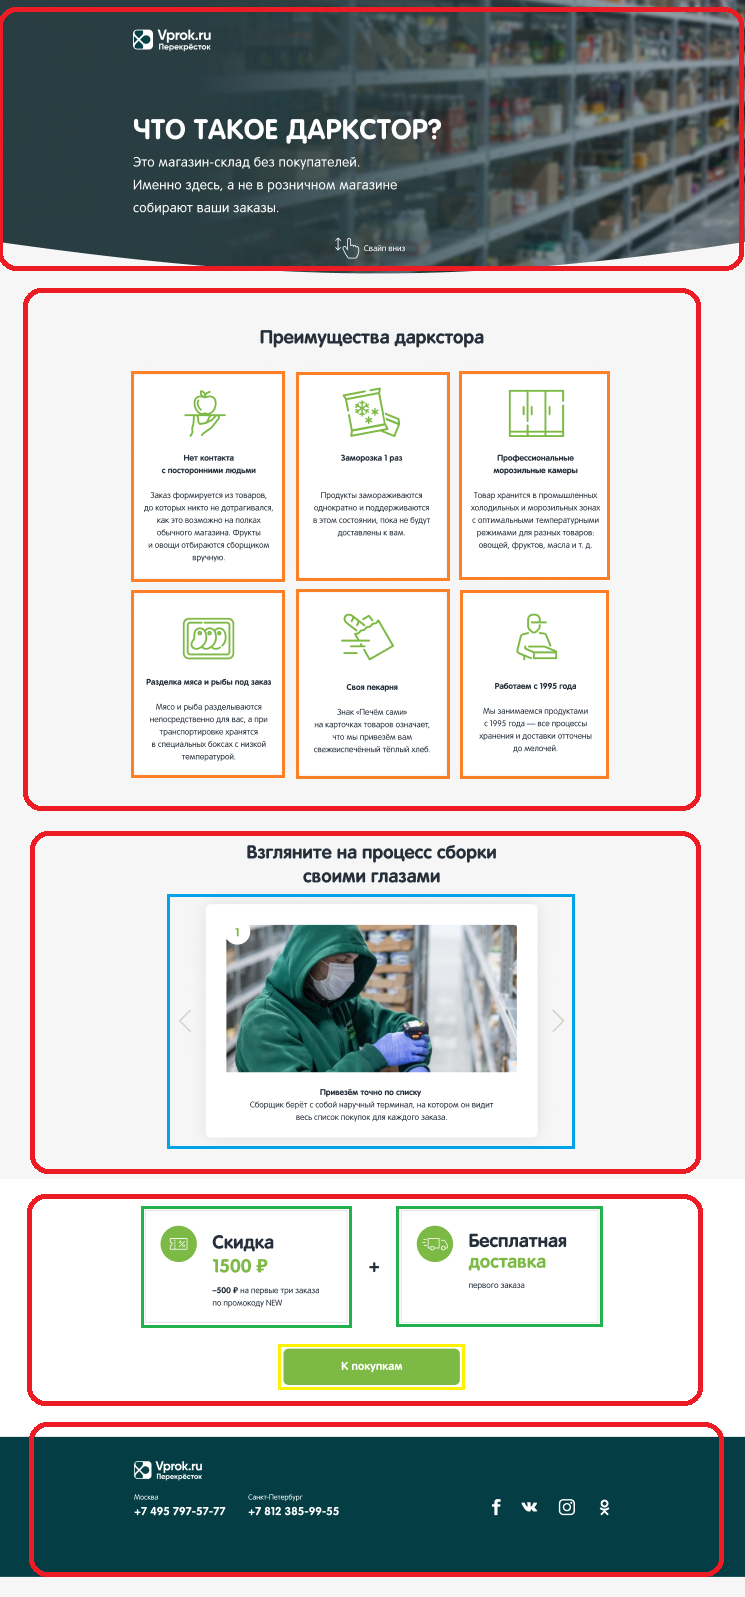 Vprok.ru
Перекрёсток
ЧТО ТАКОЕ ДАРКСТОР?
Это магазин-склад без покупателей.
Именно здесь, а не в розничном магазине
собирают ваши заказы.
Свайп вниз
Преимущества даркстора
Нет контакта
с посторонними людьми
Заказ формируется из товаров,
до которых никто не дотрагивался,
как это возможно на полках
обычного магазина. Фрукты
и овощи отбираются сборщиком
вручную.
Заморозка 1 раз
Продукты замораживаются
однократно и поддерживаются
в этом состоянии, пока не будут
доставлены к вам.
Профессиональные
морозильные камеры
Товар хранится в промышленных
холодильных и морозильных зонах
с оптимальными температурными
режимами для разных товаров:
овощей, фруктов, масла и т. д.
Разделка мяса и рыбы под заказ
Мясо и рыба разделываются
непосредственно для вас, а при
транспортировке хранятся
в специальных боксах с низкой
температурой.
Своя пекарня
Знак «Печём сами»
на карточках товаров означает,
что мы привезём вам
свежеиспечённый тёплый хлеб.
Работаем с 1995 года
Мы занимаемся продуктами
с 1995 года — все процессы
хранения и доставки отточены
до мелочей.
Взгляните на процесс сборки
своими глазами
1
Привезём точно по списку
Сборщик берёт с собой наручный терминал, на котором он видит
весь список покупок для каждого заказа.
Скидка
1500 ₽
−500 ₽ на первые три заказа
по промокоду NEW
+
Бесплатная
доставка
первого заказа
К покупкам
Vprok.ru
Перекрёсток
Москва
+7 495 797-57-77
Санкт-Петербург
+7 812 385-99-55